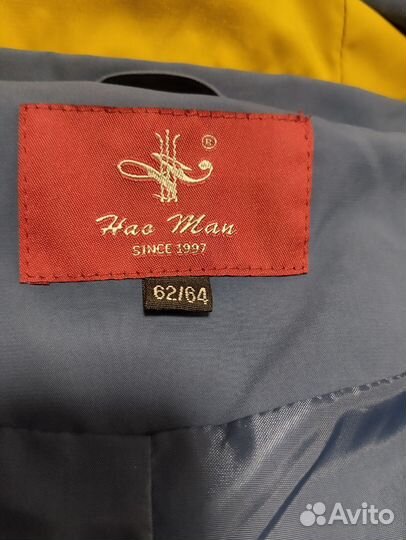 ®
Hao Man
SINCE 1997
62/64
Avito